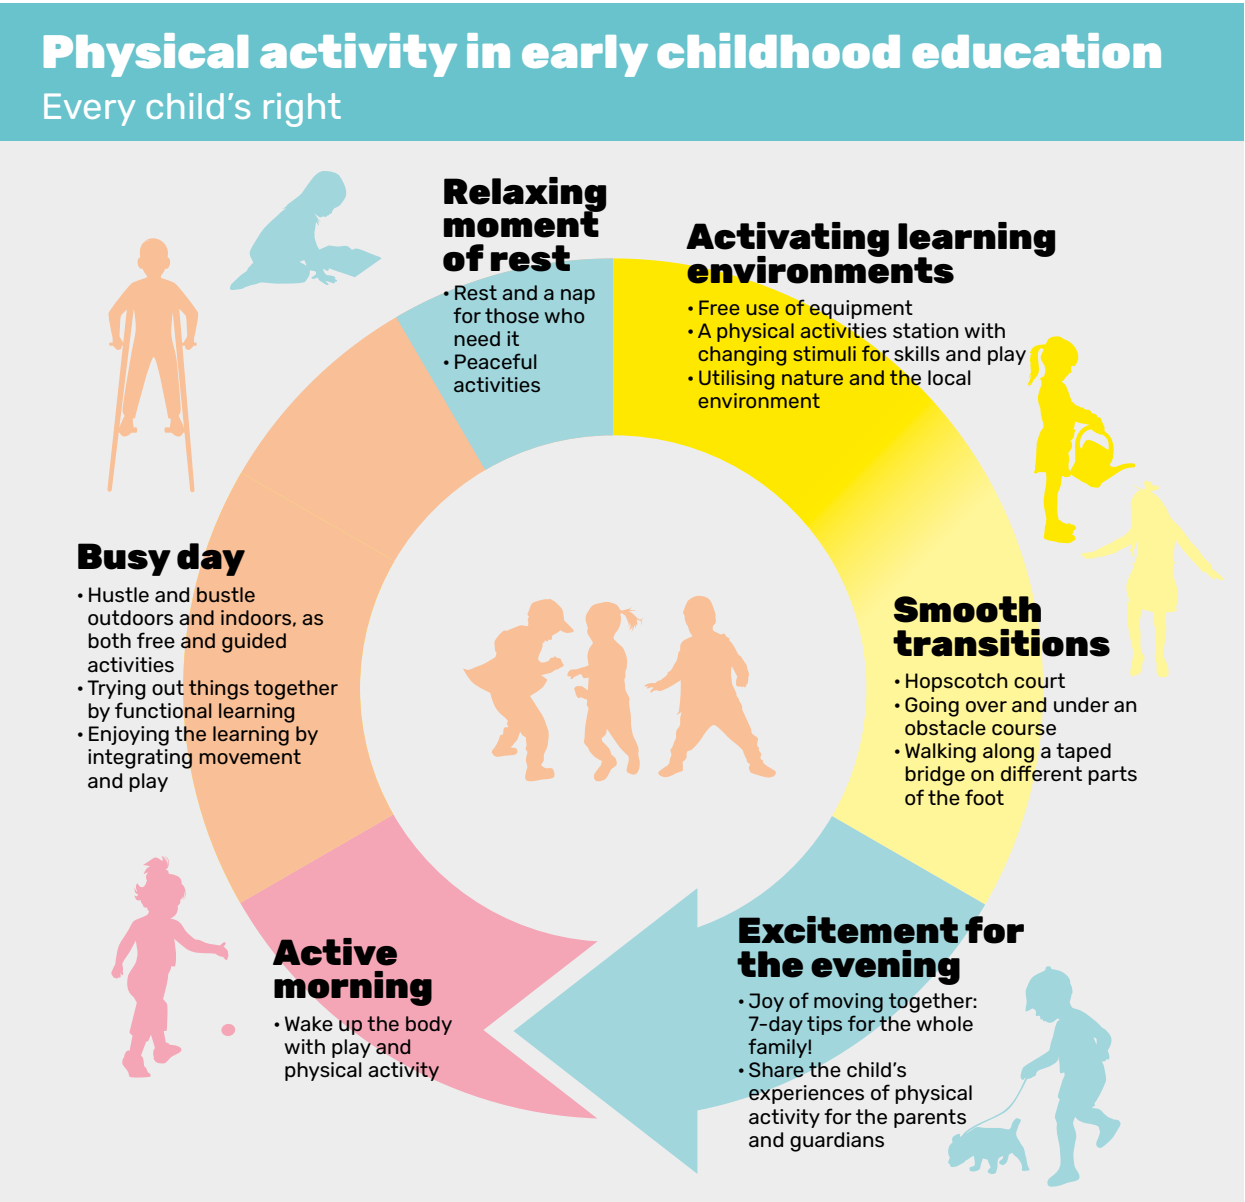 Physical activity in early childhood education
Every child's right
Relaxing
moment
of rest
• Rest and a nap
for those who
need it
• Peaceful
activities
Activating learning
environments
• Free use of equipment
• A physical activities station with
changing stimuli for skills and play
• Utilising nature and the local
environment
Busy day
• Hustle and bustle
outdoors and indoors, as
both free and guided
activities
• Trying out things together
by functional learning
• Enjoying the learning by
integrating movement
and play
Smooth
transitions
• Hopscotch court
• Going over and under an
obstacle course
• Walking along a taped
bridge on different parts
of the foot
Active
morning
• Wake up the body
with play and
physical activity
Excitement for
the evening
• Joy of moving together:
7-day tips for the whole
family!
• Share the child's
experiences of physical
activity for the parents
and guardians